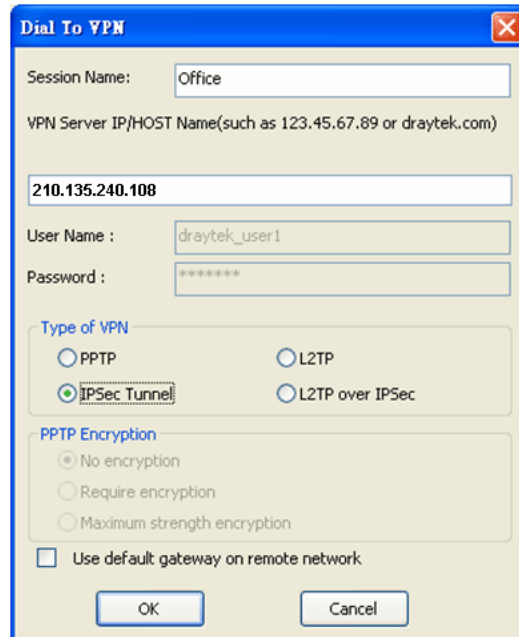 Dial To VPN
Session Name: Office
VPN Server IP/HOST Name(such as 123.45.67.89 or draytek.com)
210.135.240.108
User Name : draytek_user1
Password : *******
Type of VPN
PPTP L2TP
IPSec Tunnel L2TP over IPSec
PPTP Encryption
No encryption
Require encryption
Maximum strength encryption
Use default gateway on remote network
OK Cancel